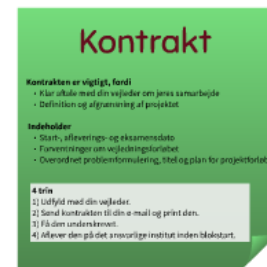 Kontrakt
Kontrakten er vigtigt, fordi
• Klar aftale med din vejleder om jeres samarbejde
• Definition og afgrænsning af projektet
Indeholder
• Start-, afleverings- og eksamensdato
• Forventninger om vejledningsforløbet
• Overordnet problemformulering, titel og plan for projektforløbet
4 trin
1) Udfyld med din vejleder.
2) Send kontrakten til din e-mail og print den.
3) Få den underskrevet.
4) Aflever den på det ansvarlige institut inden blokstart.